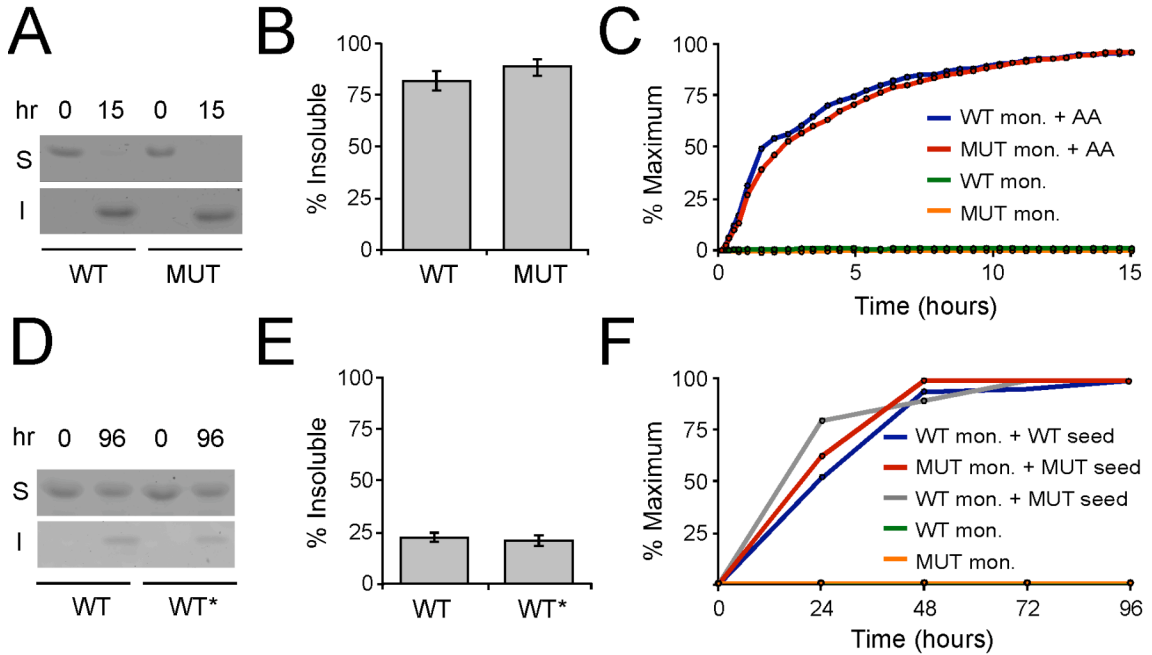 A
hr 0 15 0 15
S
I
WT MUT
B
% Insoluble
100
75
50
25
0
WT MUT
C
% Maximum
100
75
50
25
0
WT mon. + AA
MUT mon. + AA
WT mon.
MUT mon.
0 5 10 15
Time (hours)
D
hr 0 96 0 96
S
I
WT WT*
E
% Insoluble
100
75
50
25
0
WT WT*
F
% Maximum
100
75
50
25
0
WT mon. + WT seed
MUT mon. + MUT seed
WT mon. + MUT seed
WT mon.
MUT mon.
0 24 48 72 96
Time (hours)